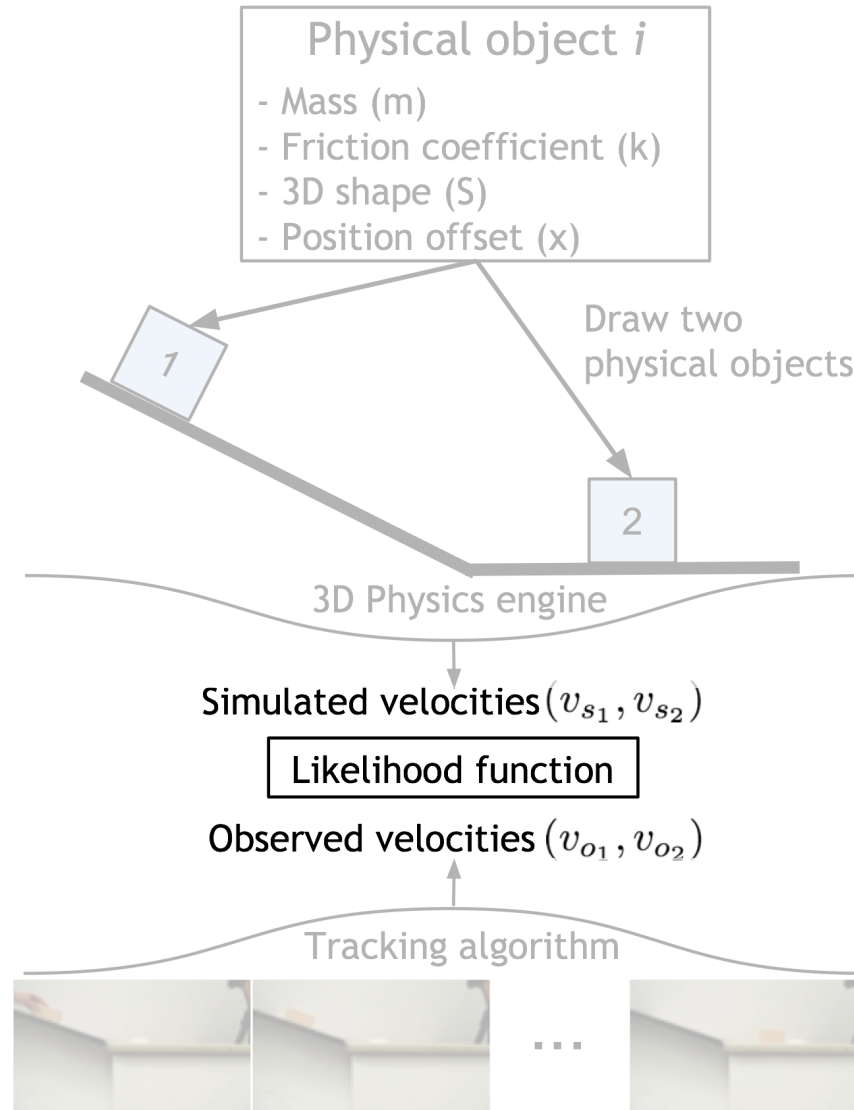 Physical object i
- Mass (m)
- Friction coefficient (k)
- 3D shape (S)
- Position offset (x)
1
Draw two
physical objects
2
3D Physics engine
Simulated velocities (v_{s_1}, v_{s_2})
Likelihood function
Observed velocities (v_{o_1}, v_{o_2})
Tracking algorithm
...